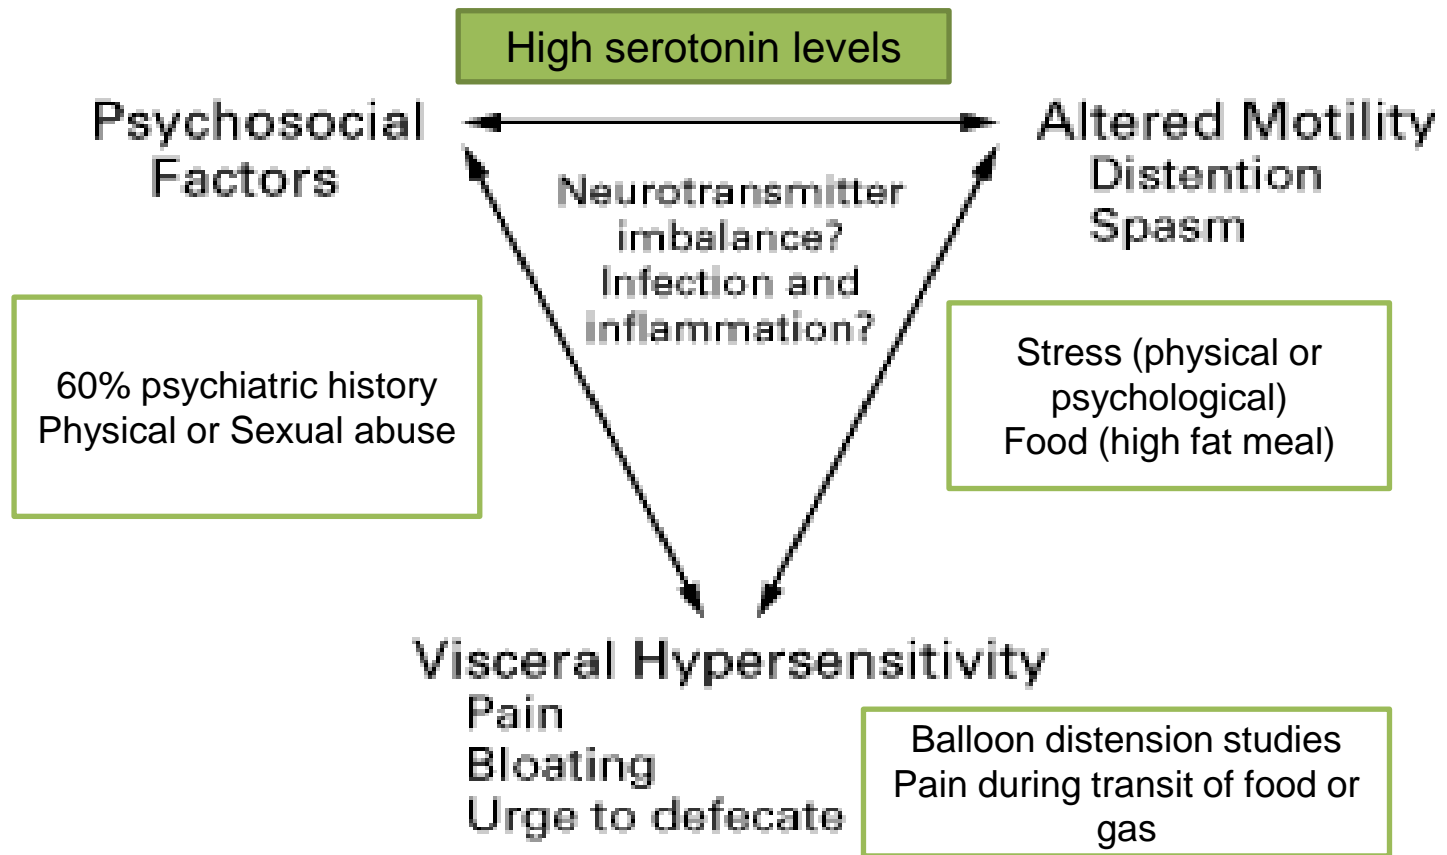 High serotonin levels
Psychosocial
Factors
Altered Motility
Distention
Spasm
Neurotransmitter
imbalance?
Infection and
inflammation?
60% psychiatric history
Physical or Sexual abuse
Stress (physical or
psychological)
Food (high fat meal)
Visceral Hypersensitivity
Pain
Bloating
Urge to defecate
Balloon distension studies
Pain during transit of food or
gas